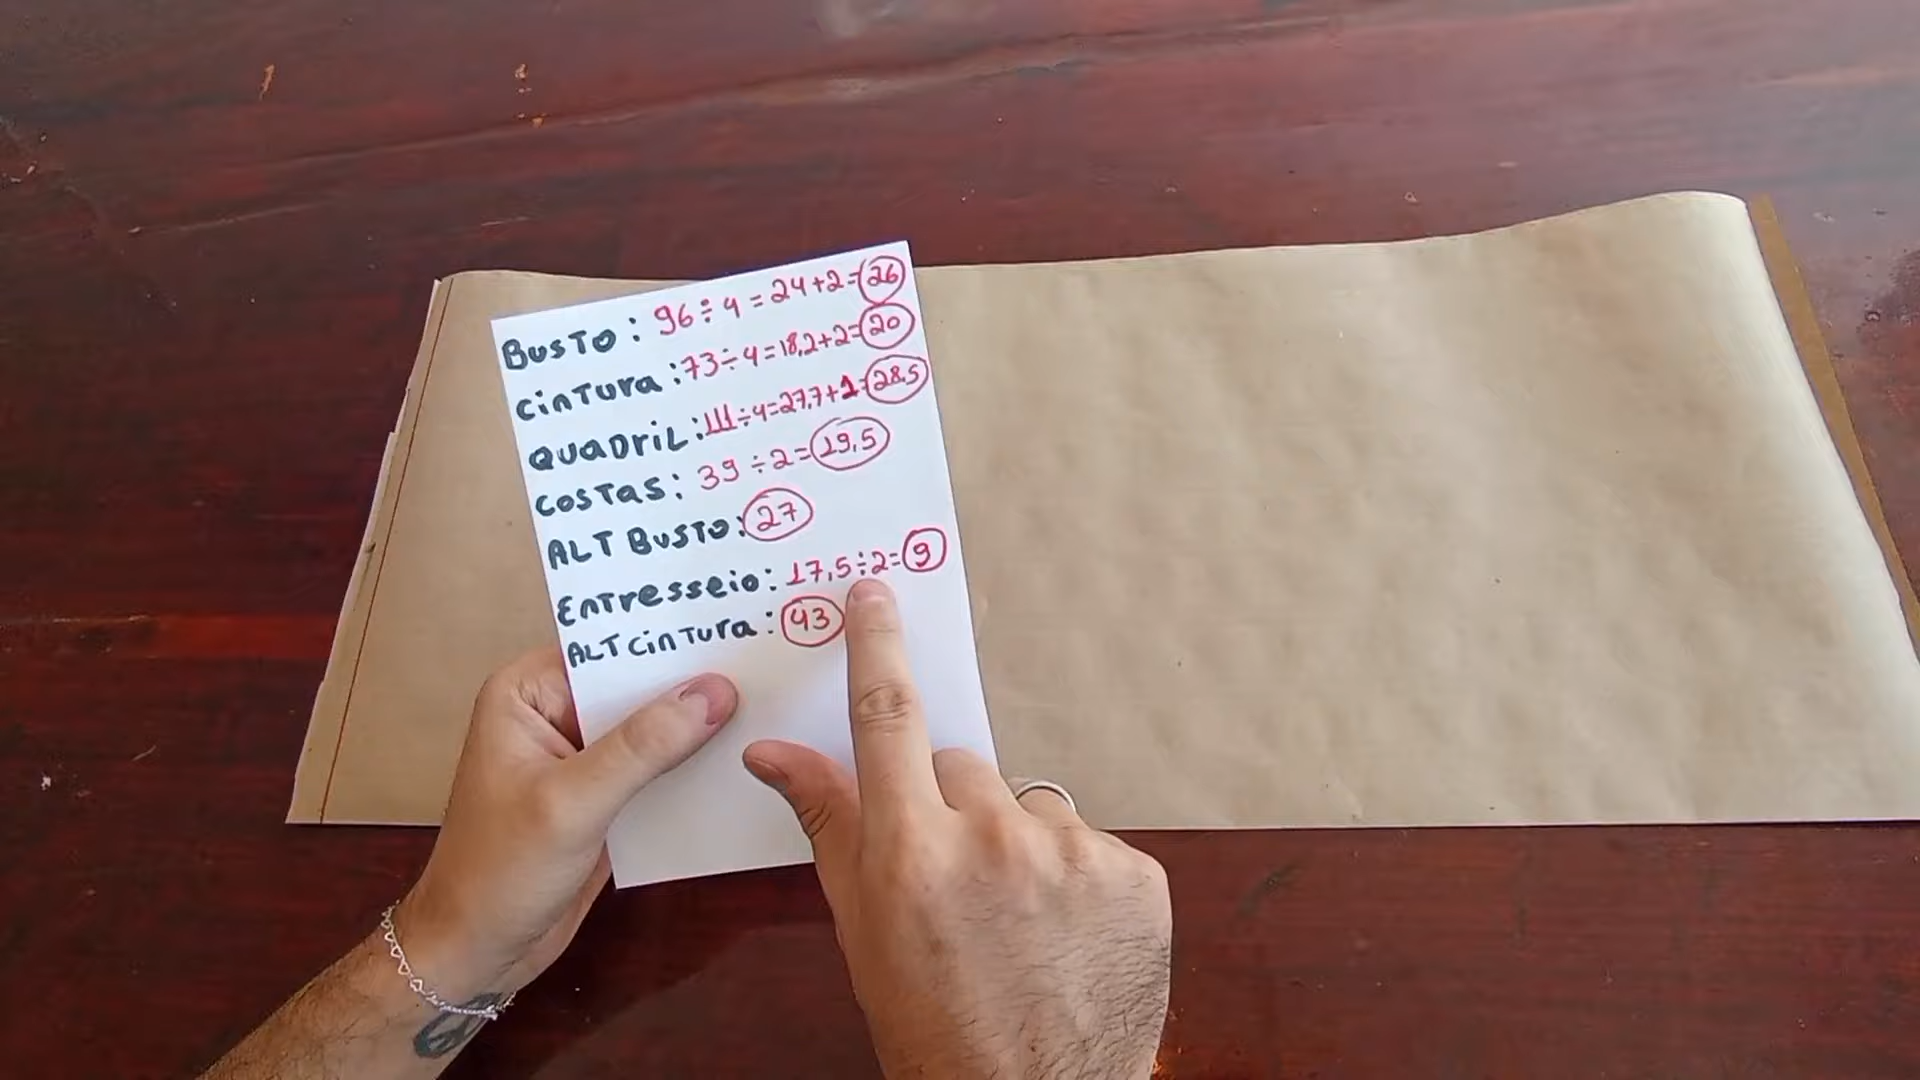 BUSTO: 96÷4=24+2=26
CINTURA:73÷4=18,2+2=20
QUADRIL:111÷4=27,7+1=28,5
COSTAS: 39÷2=19,5
ALT BUSTO:27
ENTRESSEIO: 17,5÷2=9
ALT CINTURA: 43